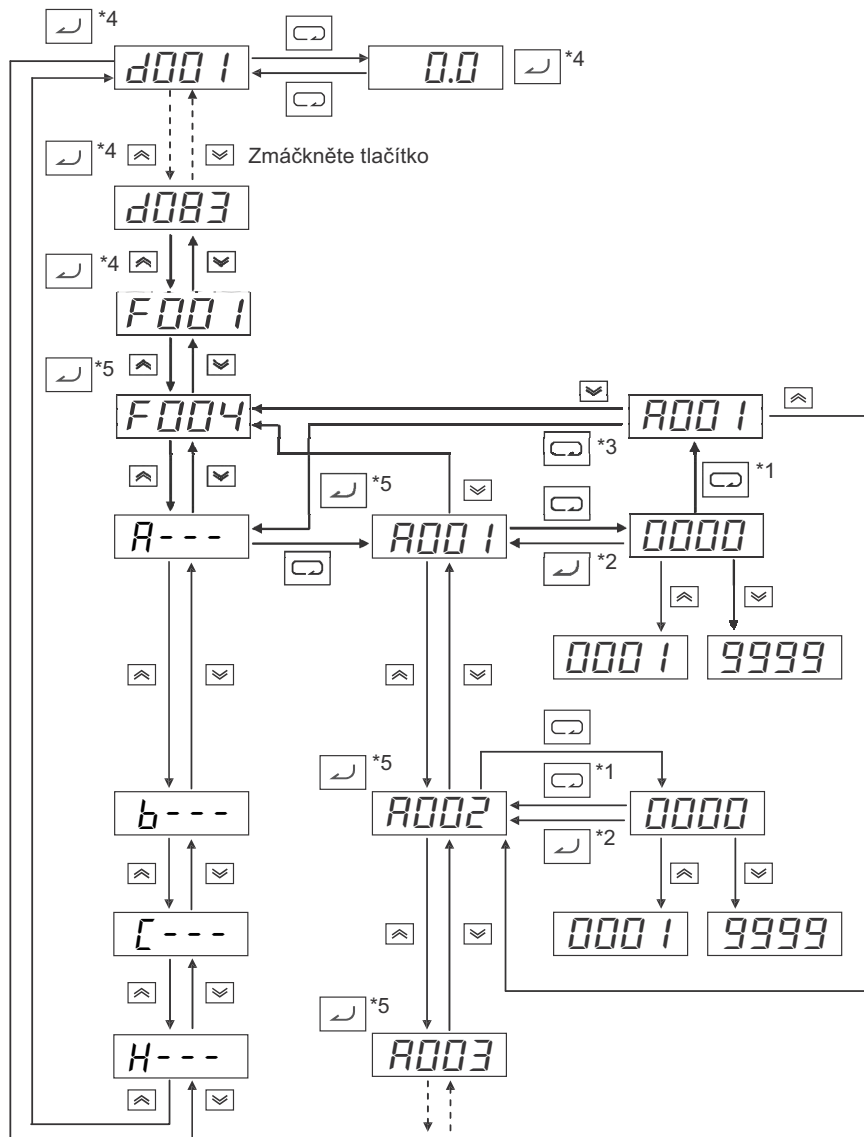 *4
d001
0.0
*4
*4
Zmáčkněte tlačítko
d083
*4
F001
*5
F004
A001
*3
*1
*5
A---
A001
0000
*2
0001
9999
*5
*1
b---
A002
0000
*2
C---
0001
9999
*5
H---
A003